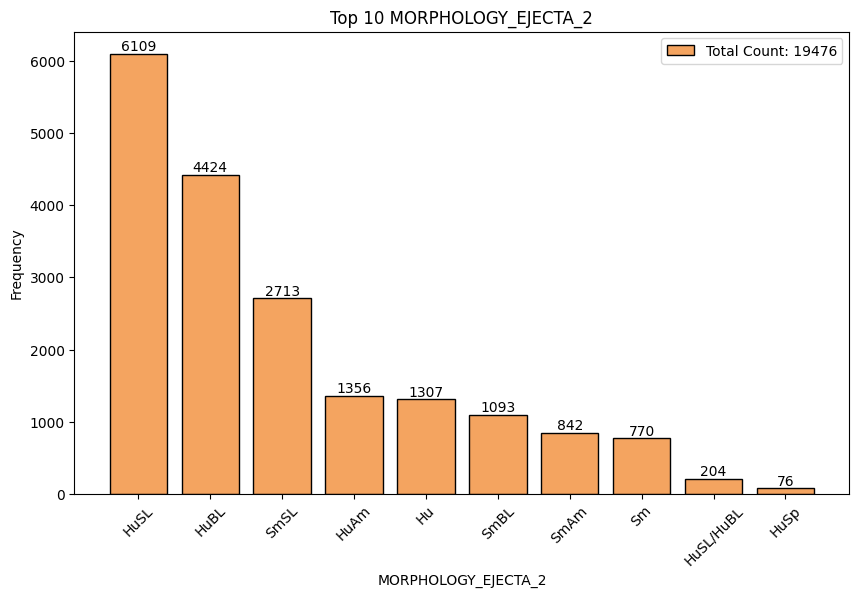 Top 10 MORPHOLOGY_EJECTA_2
Total Count: 19476
Frequency
6000
5000
4000
3000
2000
1000
0
6109
4424
2713
1356
1307
1093
842
770
204
76
HuSL
HuBL
SmSL
HuAm
Hu
SmBL
SmAm
Sm
HuSL/HuBL
HuSp
MORPHOLOGY_EJECTA_2